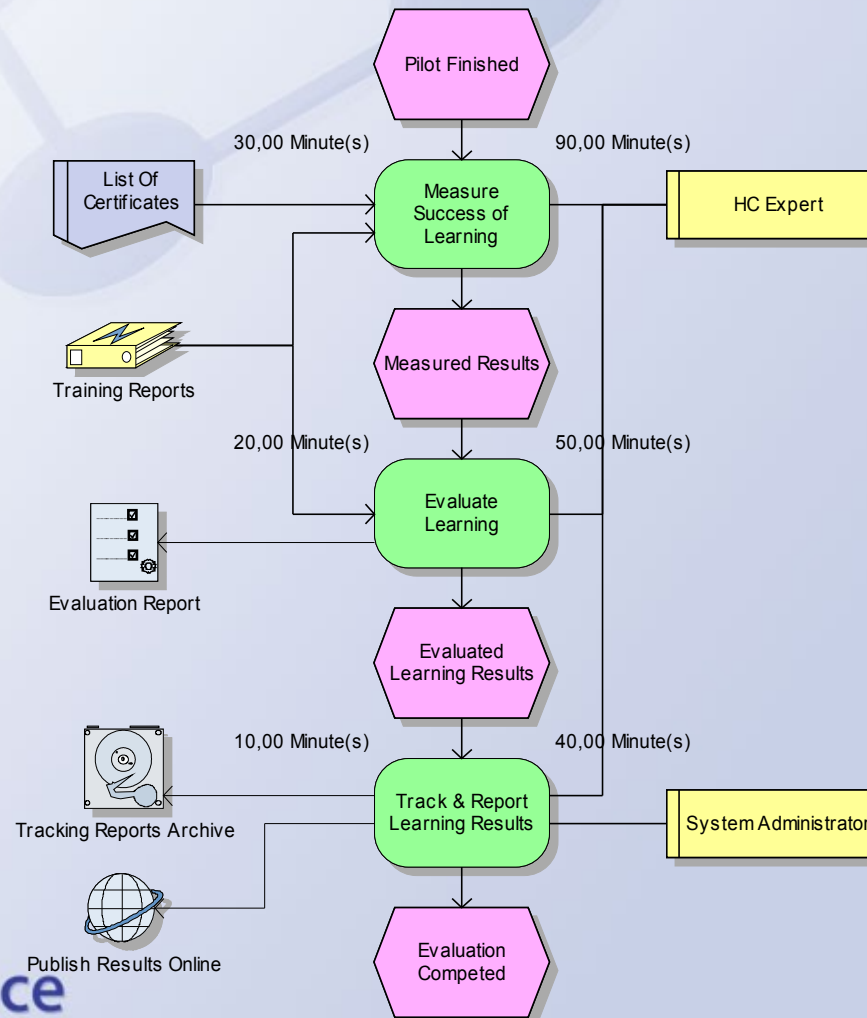 Pilot Finished
30,00 Minute(s)
90,00 Minute(s)
List Of
Certificates
Measure
Success of
Learning
HC Expert
Measured Results
Training Reports
20,00 Minute(s)
50,00 Minute(s)
Evaluate
Learning
Evaluation Report
Evaluated
Learning Results
10,00 Minute(s)
40,00 Minute(s)
Track & Report
Learning Results
System Administrator
Tracking Reports Archive
Publish Results Online
Evaluation
Competed
ce